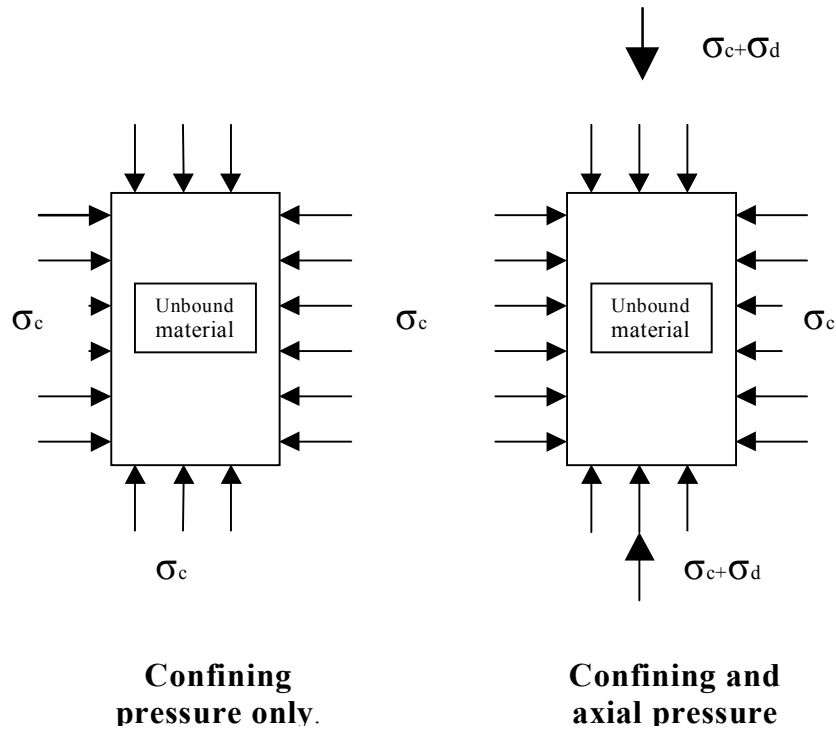 σc+σd
Unbound
material
σc
σc
σc
Confining
pressure only.
Unbound
material
σc
σc+σd
Confining and
axial pressure